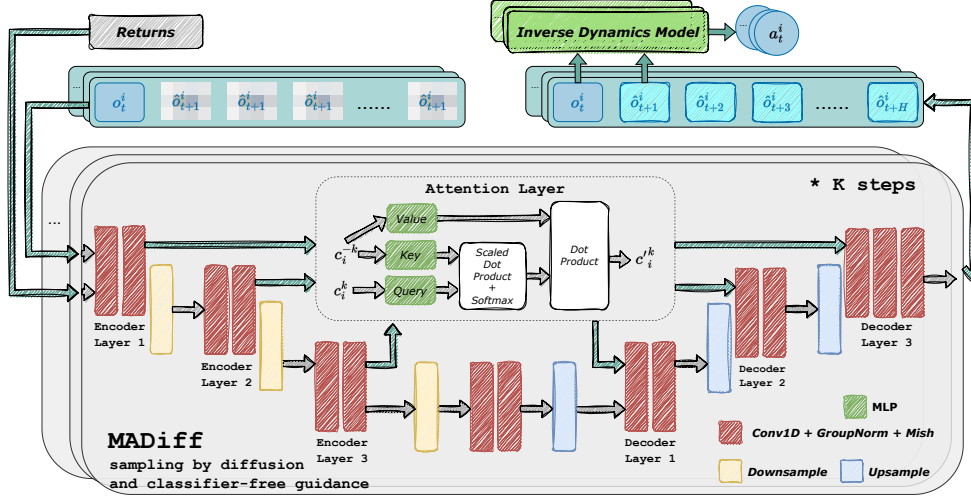 Returns
Inverse Dynamics Model
a_t^i
... o_t^i ô_{t+1}^i ô_{t+1}^i ô_{t+1}^i ...... ô_{t+1}^i
... o_t^i ô_{t+1}^i ô_{t+2}^i ô_{t+3}^i ...... ô_{t+H}^i
Attention Layer
* K steps
...
Value
c_i^{-k}
Key
c_i^k
Query
Scaled
Dot
Product
+
Softmax
Dot
Product
c'_i^k
Encoder
Layer 1
Encoder
Layer 2
Encoder
Layer 3
Decoder
Layer 1
Decoder
Layer 2
Decoder
Layer 3
MLP
Conv1D + GroupNorm + Mish
Downsample
Upsample
MADiff
sampling by diffusion
and classifier-free guidance